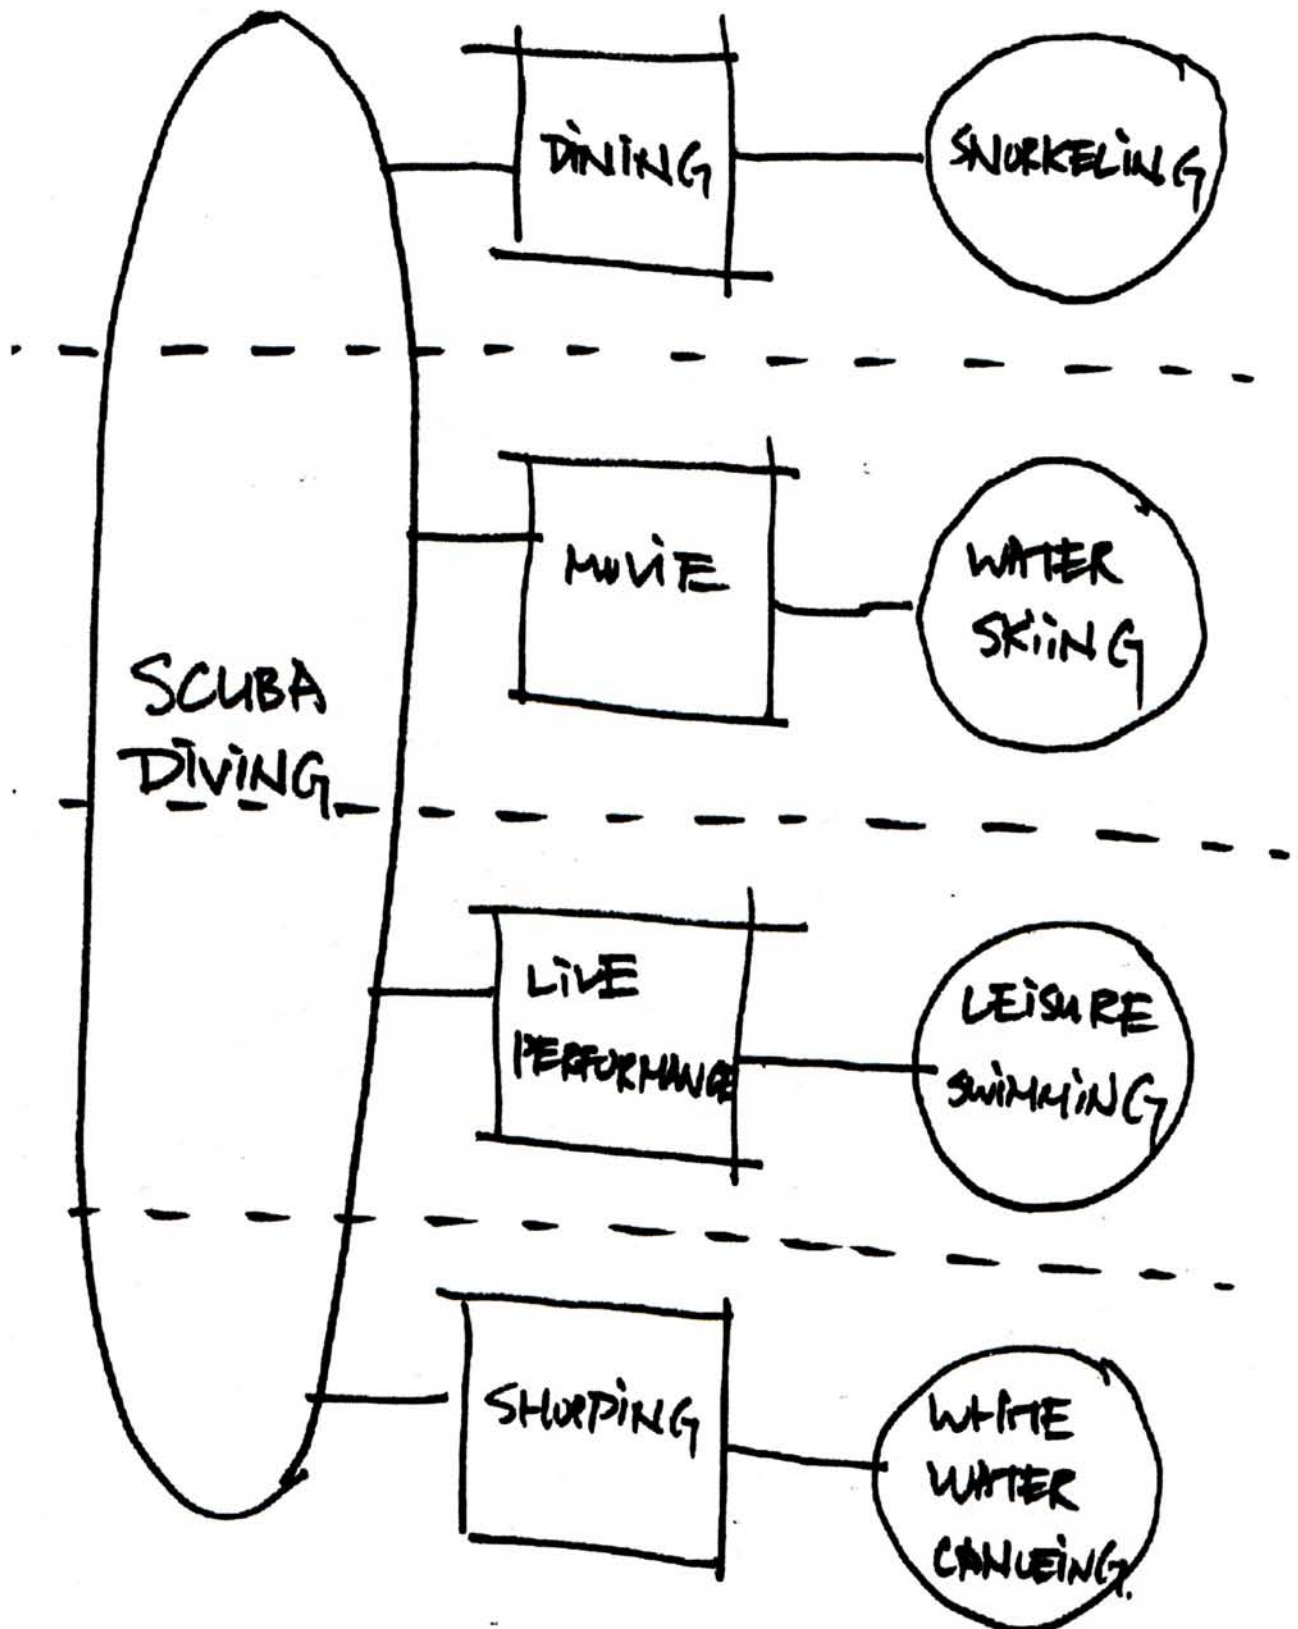 DINING
SNORKELING
MOVIE
WATER
SKIING
SCUBA
DIVING
LIVE
PERFORMANCE
LEISURE
SWIMMING
SHOPPING
WHITE
WATER
CANOEING.